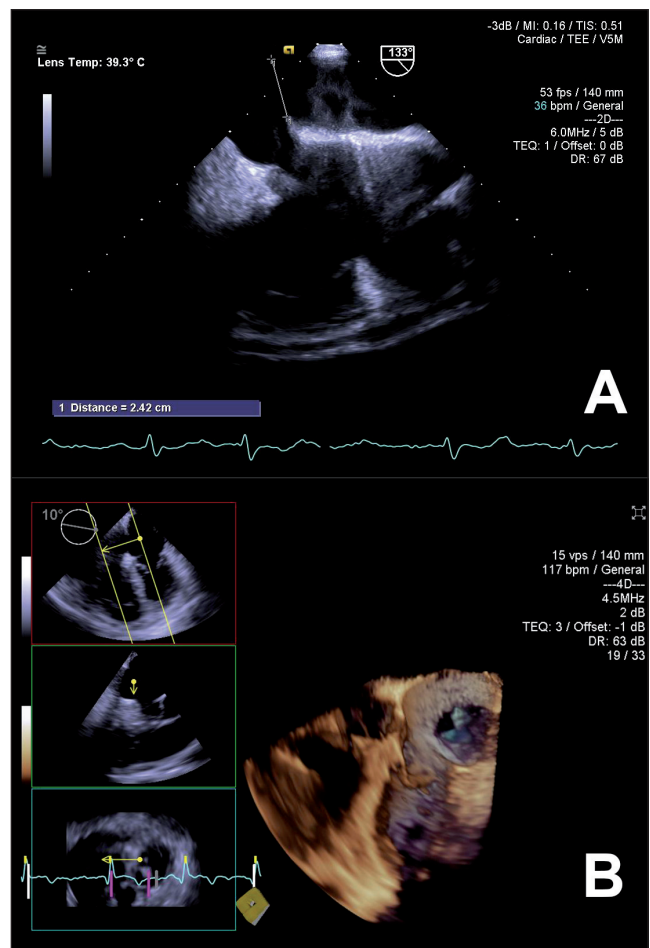 -3dB / MI: 0.16 / TIS: 0.51
Cardiac / TEE / V5M
Lens Temp: 39.3° C
133°
53 fps / 140 mm
36 bpm / General
---2D---
6.0MHz / 5 dB
TEQ: 1 / Offset: 0 dB
DR: 67 dB
A
1 Distance = 2.42 cm
10°
15 vps / 140 mm
117 bpm / General
---4D---
4.5MHz
2 dB
TEQ: 3 / Offset: -1 dB
DR: 63 dB
19 / 33
B